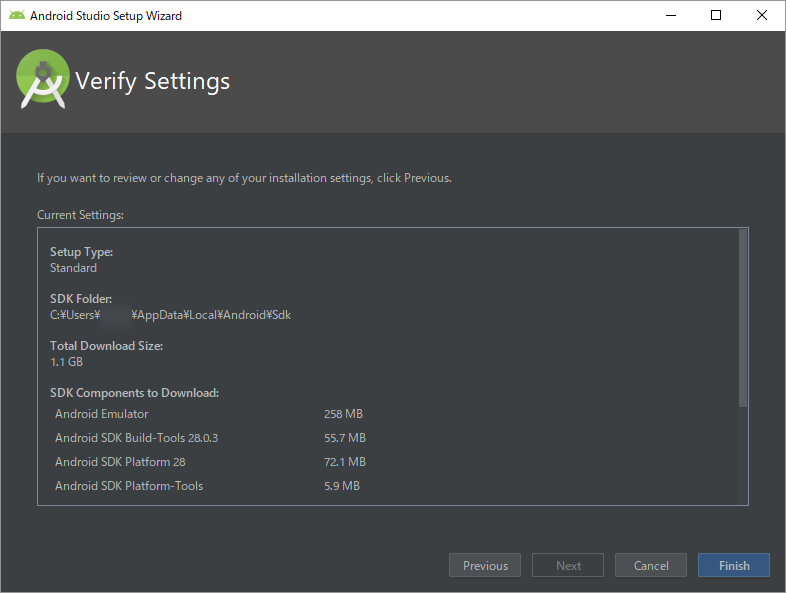 Android Studio Setup Wizard
Verify Settings
If you want to review or change any of your installation settings, click Previous.
Current Settings:
Setup Type:
Standard
SDK Folder:
C:¥Users¥ ¥AppData¥Local¥Android¥Sdk
Total Download Size:
1.1 GB
SDK Components to Download:
Android Emulator 258 MB
Android SDK Build-Tools 28.0.3 55.7 MB
Android SDK Platform 28 72.1 MB
Android SDK Platform-Tools 5.9 MB
Previous Next Cancel Finish